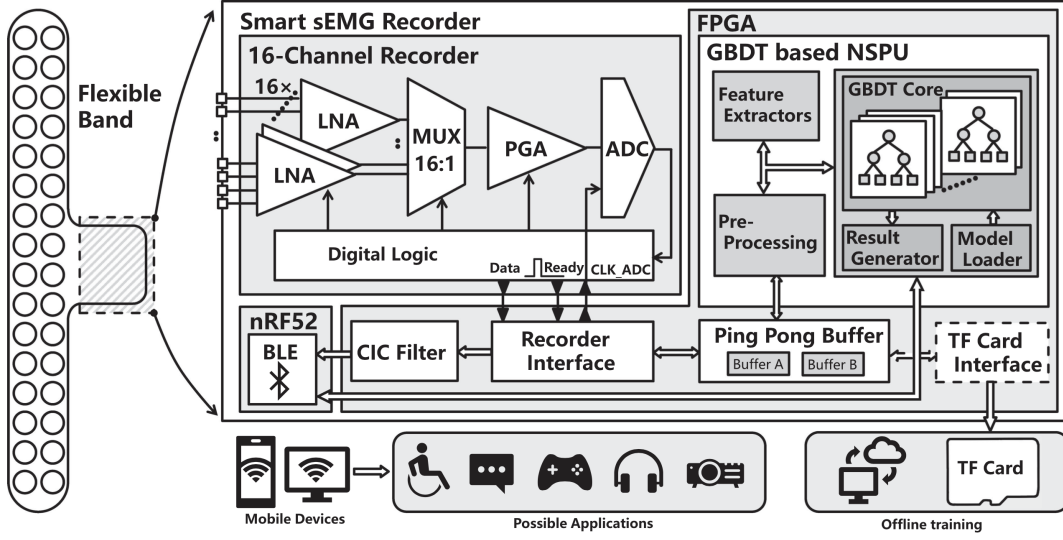 Smart sEMG Recorder
FPGA
16-Channel Recorder
GBDT based NSPU
Flexible
Band
16×
LNA
LNA
MUX
16:1
PGA
ADC
Feature
Extractors
GBDT Core
Pre-
Processing
Result
Generator
Model
Loader
Digital Logic
Data
Ready
CLK_ADC
nRF52
BLE
CIC Filter
Recorder
Interface
Ping Pong Buffer
Buffer A
Buffer B
TF Card
Interface
TF Card
Mobile Devices
Possible Applications
Offline training